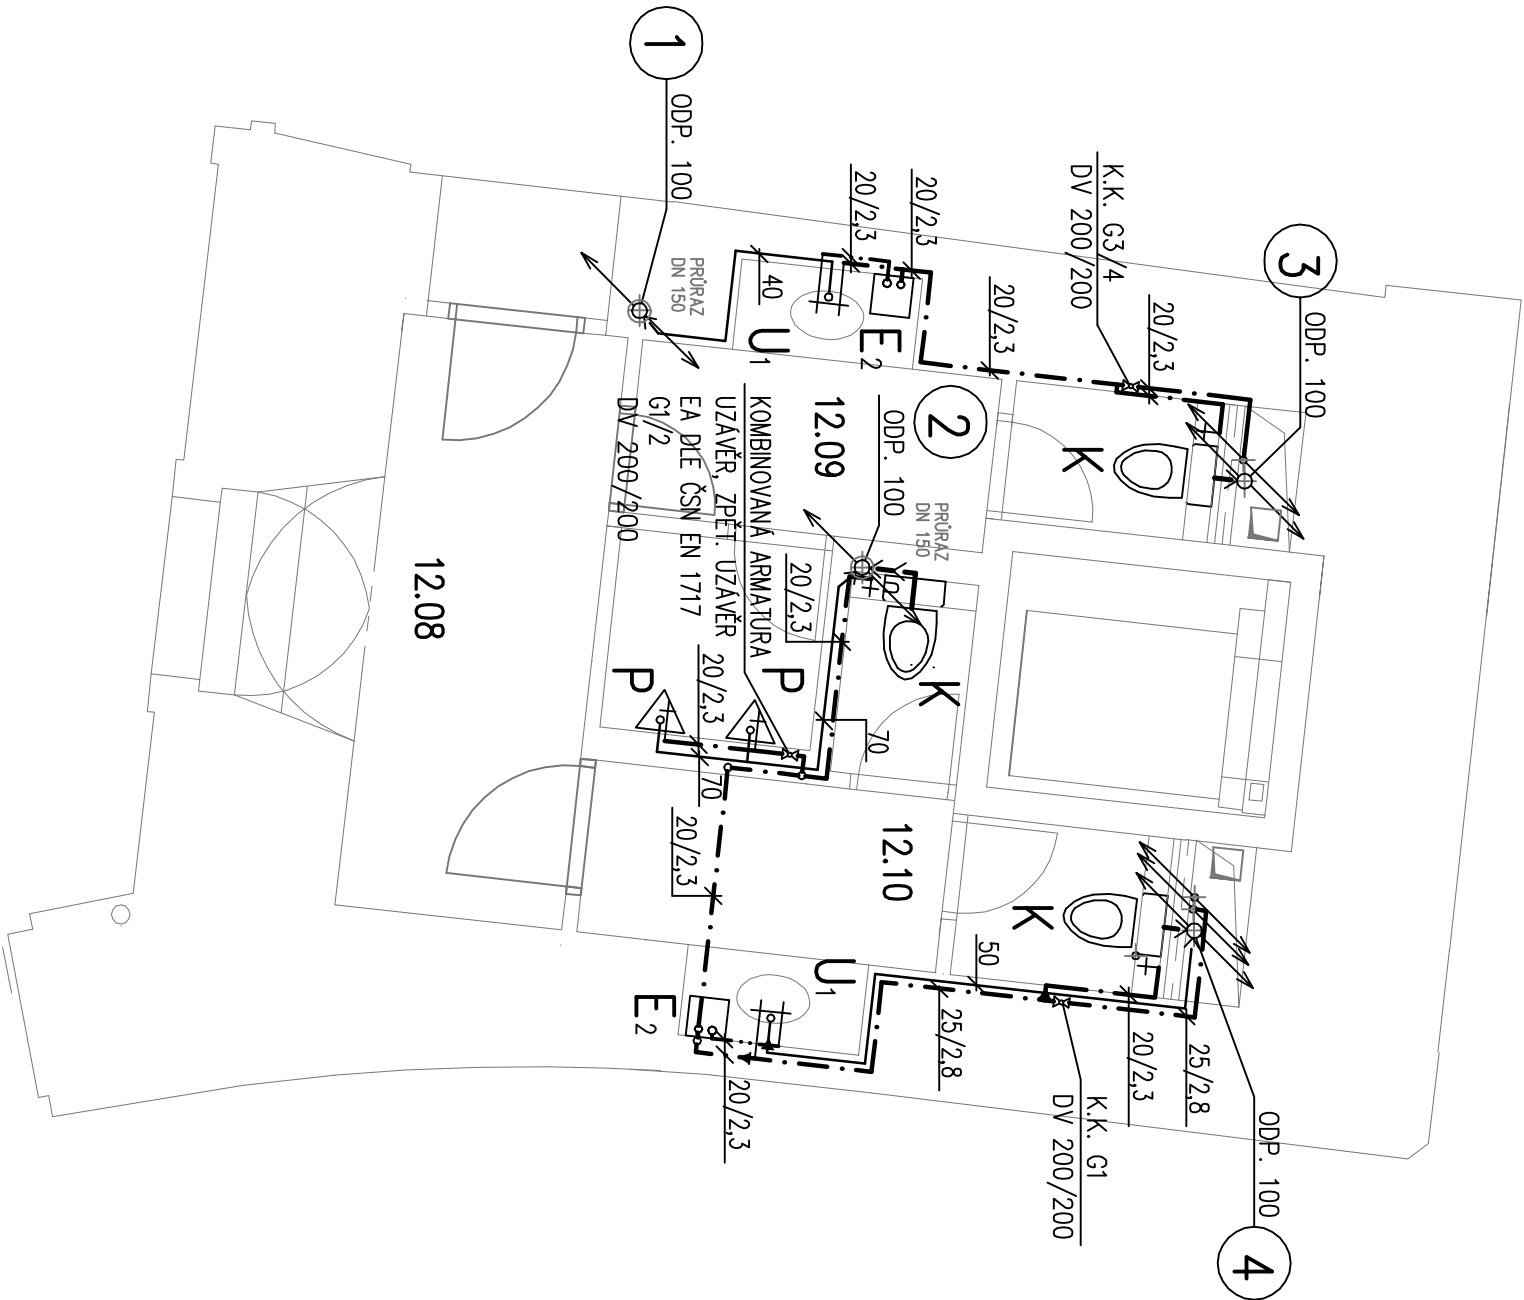 1
ODP. 100
PRŮRAZ
DN 150
20/2,3
20/2,3
K.K. G3/4
DV 200/200
3
ODP. 100
20/2,3
20/2,3
40
U1
E2
K
2
ODP. 100
PRŮRAZ
DN 150
12.09
KOMBINOVANÁ ARMATURA
UZÁVĚR, ZPĚT. UZÁVĚR
EA DLE ČSN EN 1717
G1/2
DV 200/200
12.08
20/2,3
20/2,3
P
P
K
70
70
20/2,3
12.10
K
50
U1
E2
25/2,8
20/2,3
25/2,8
20/2,3
K.K. G1
DV 200/200
ODP. 100
4